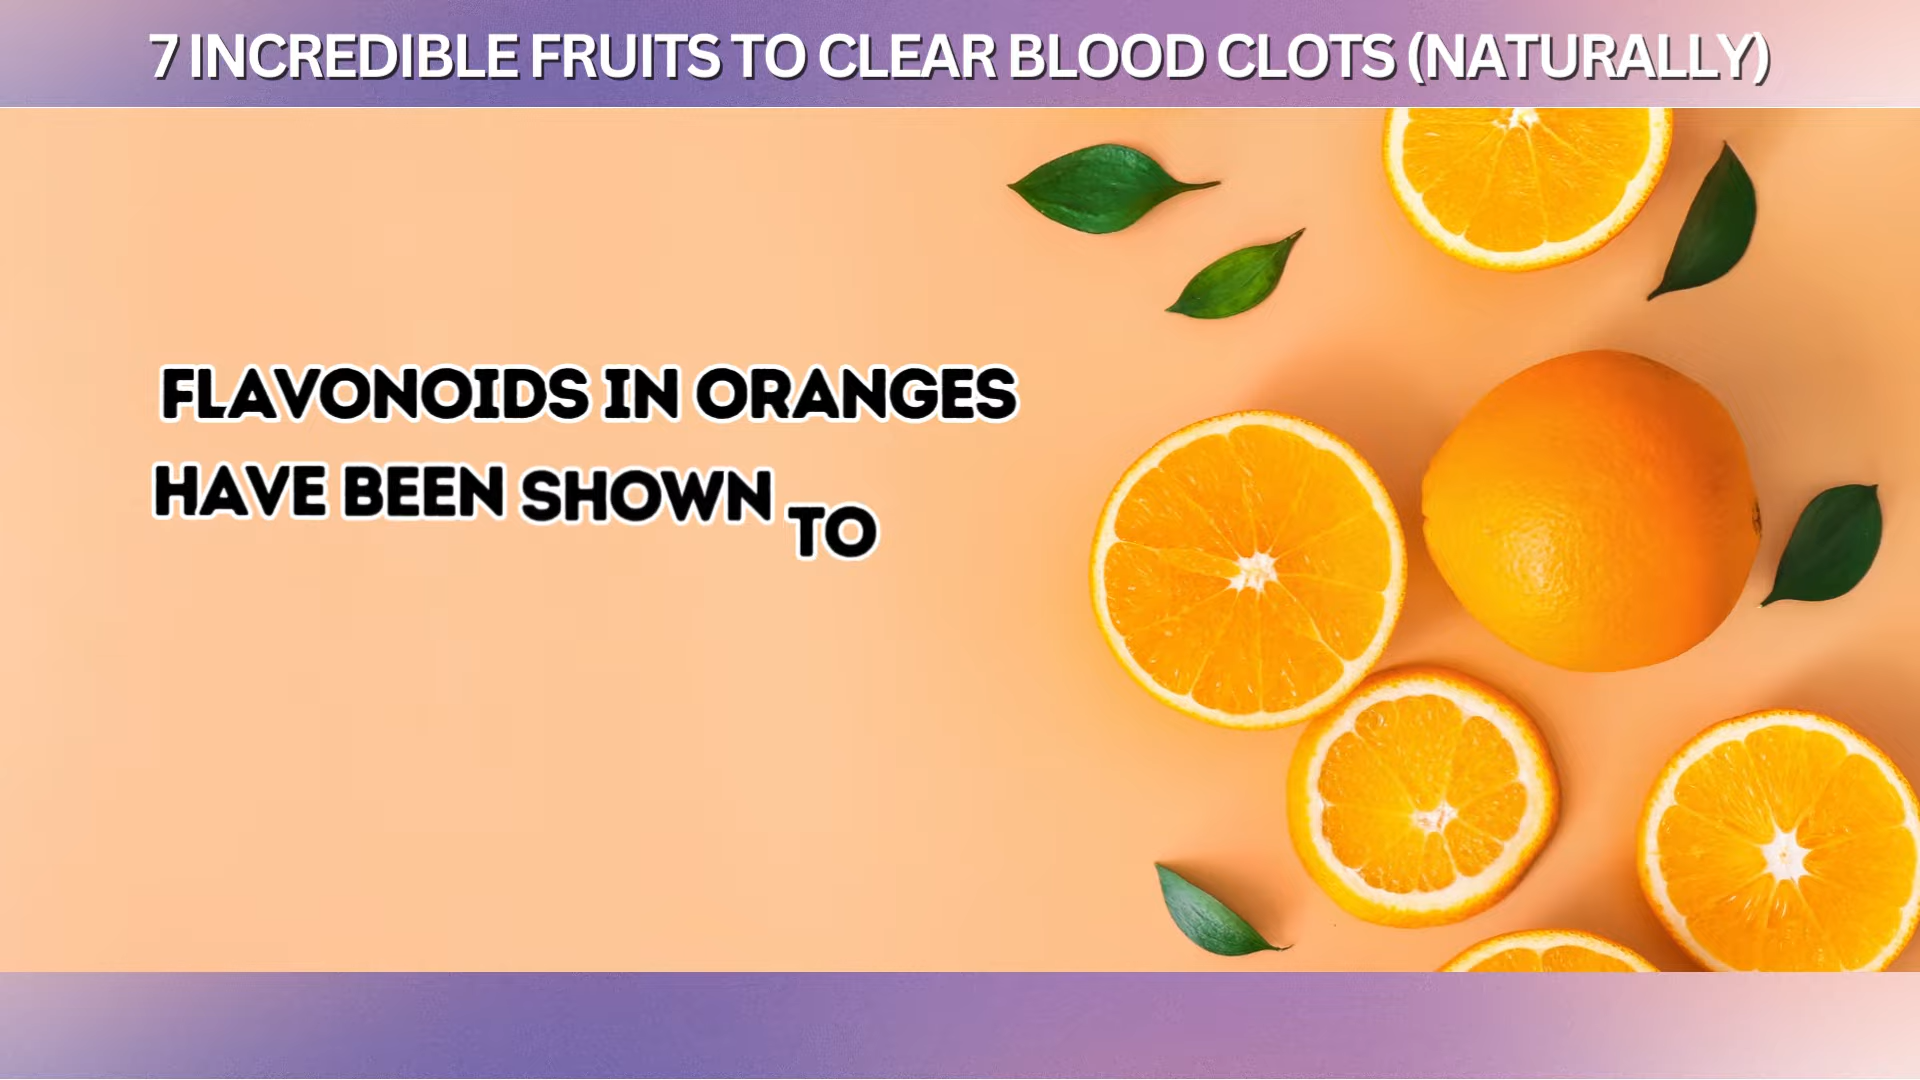 7 INCREDIBLE FRUITS TO CLEAR BLOOD CLOTS (NATURALLY)
FLAVONOIDS IN ORANGES
HAVE BEEN SHOWN TO